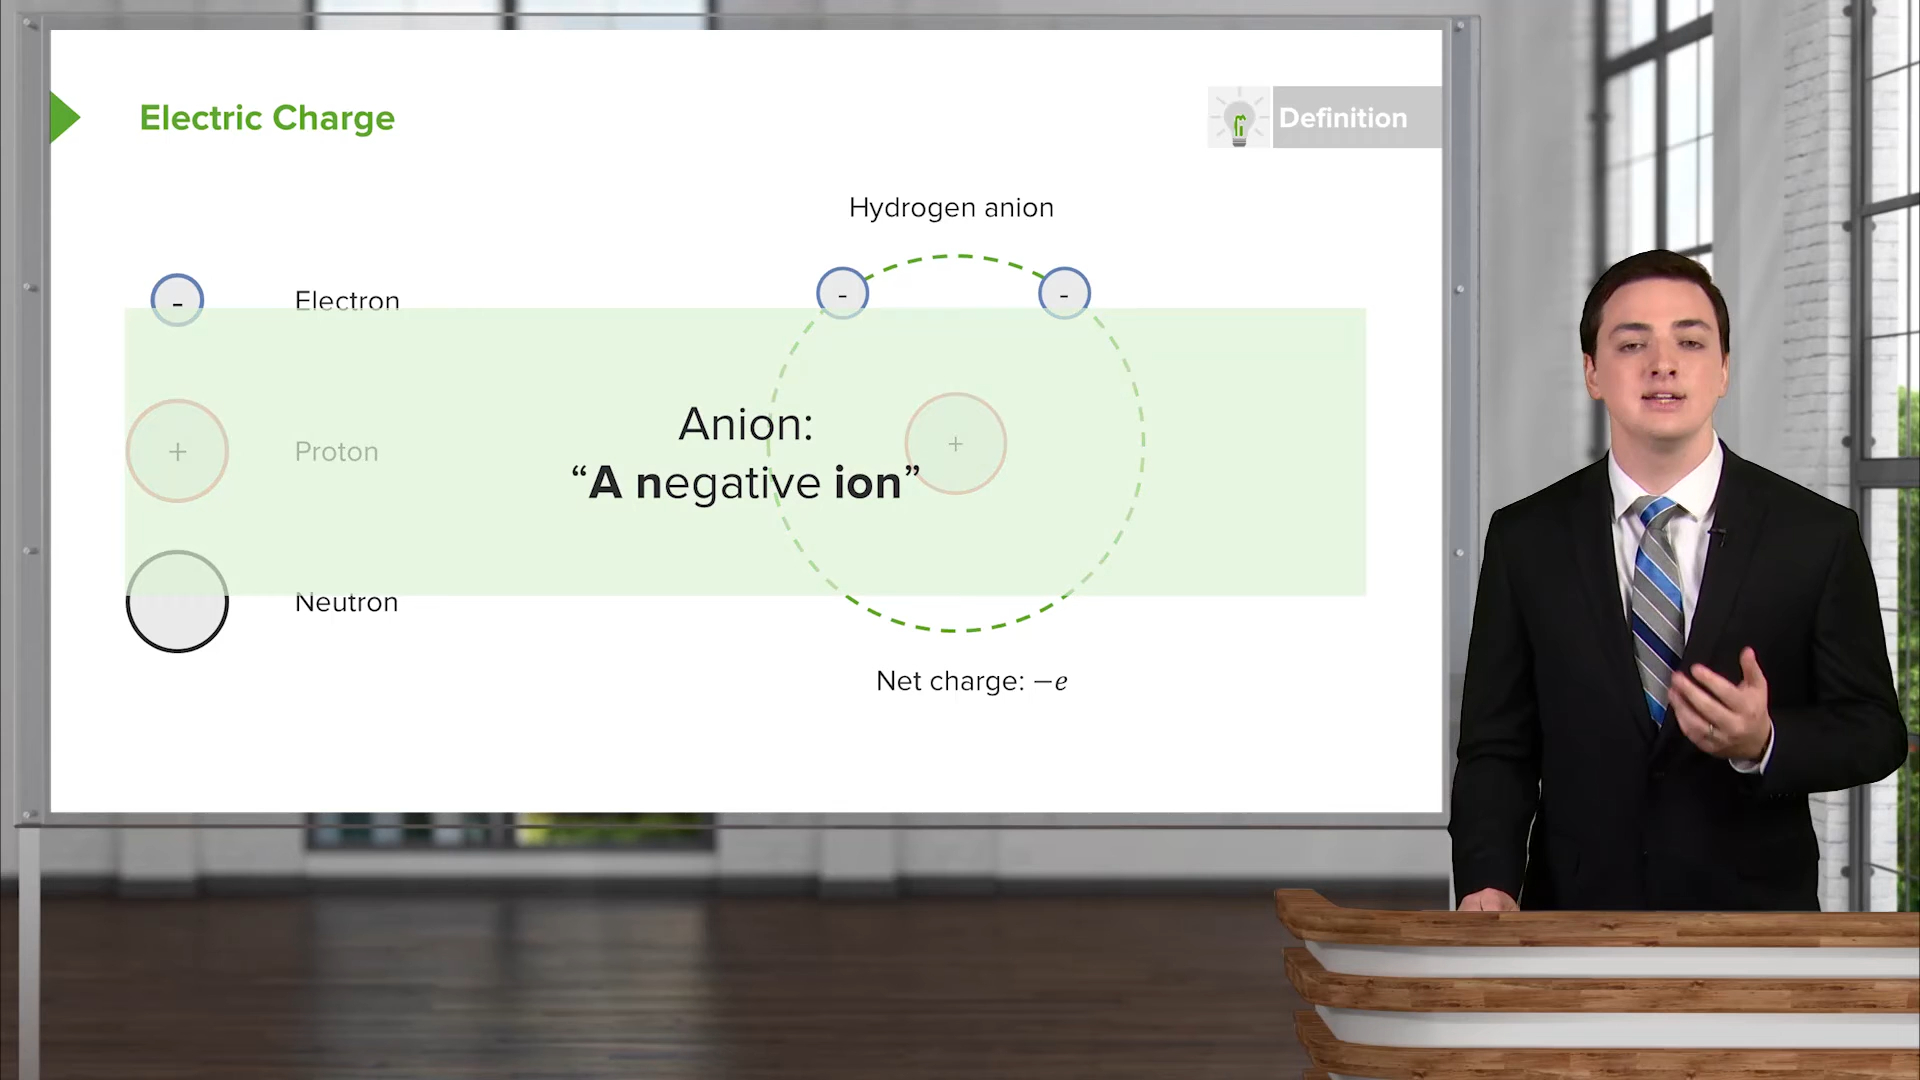 Electric Charge
Definition
Hydrogen anion
-
Electron
-
-
+
Proton
+
Anion:
“A negative ion”
Neutron
Net charge: −e